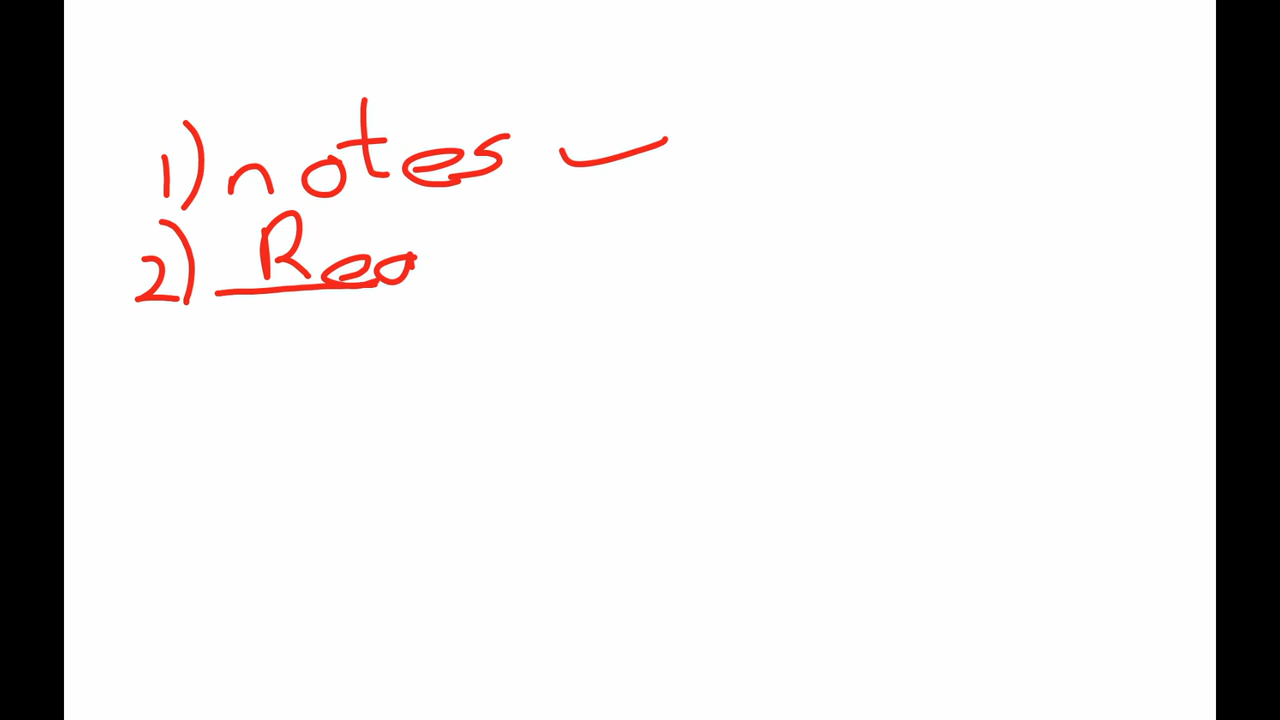 1) notes ✓
2) Rea